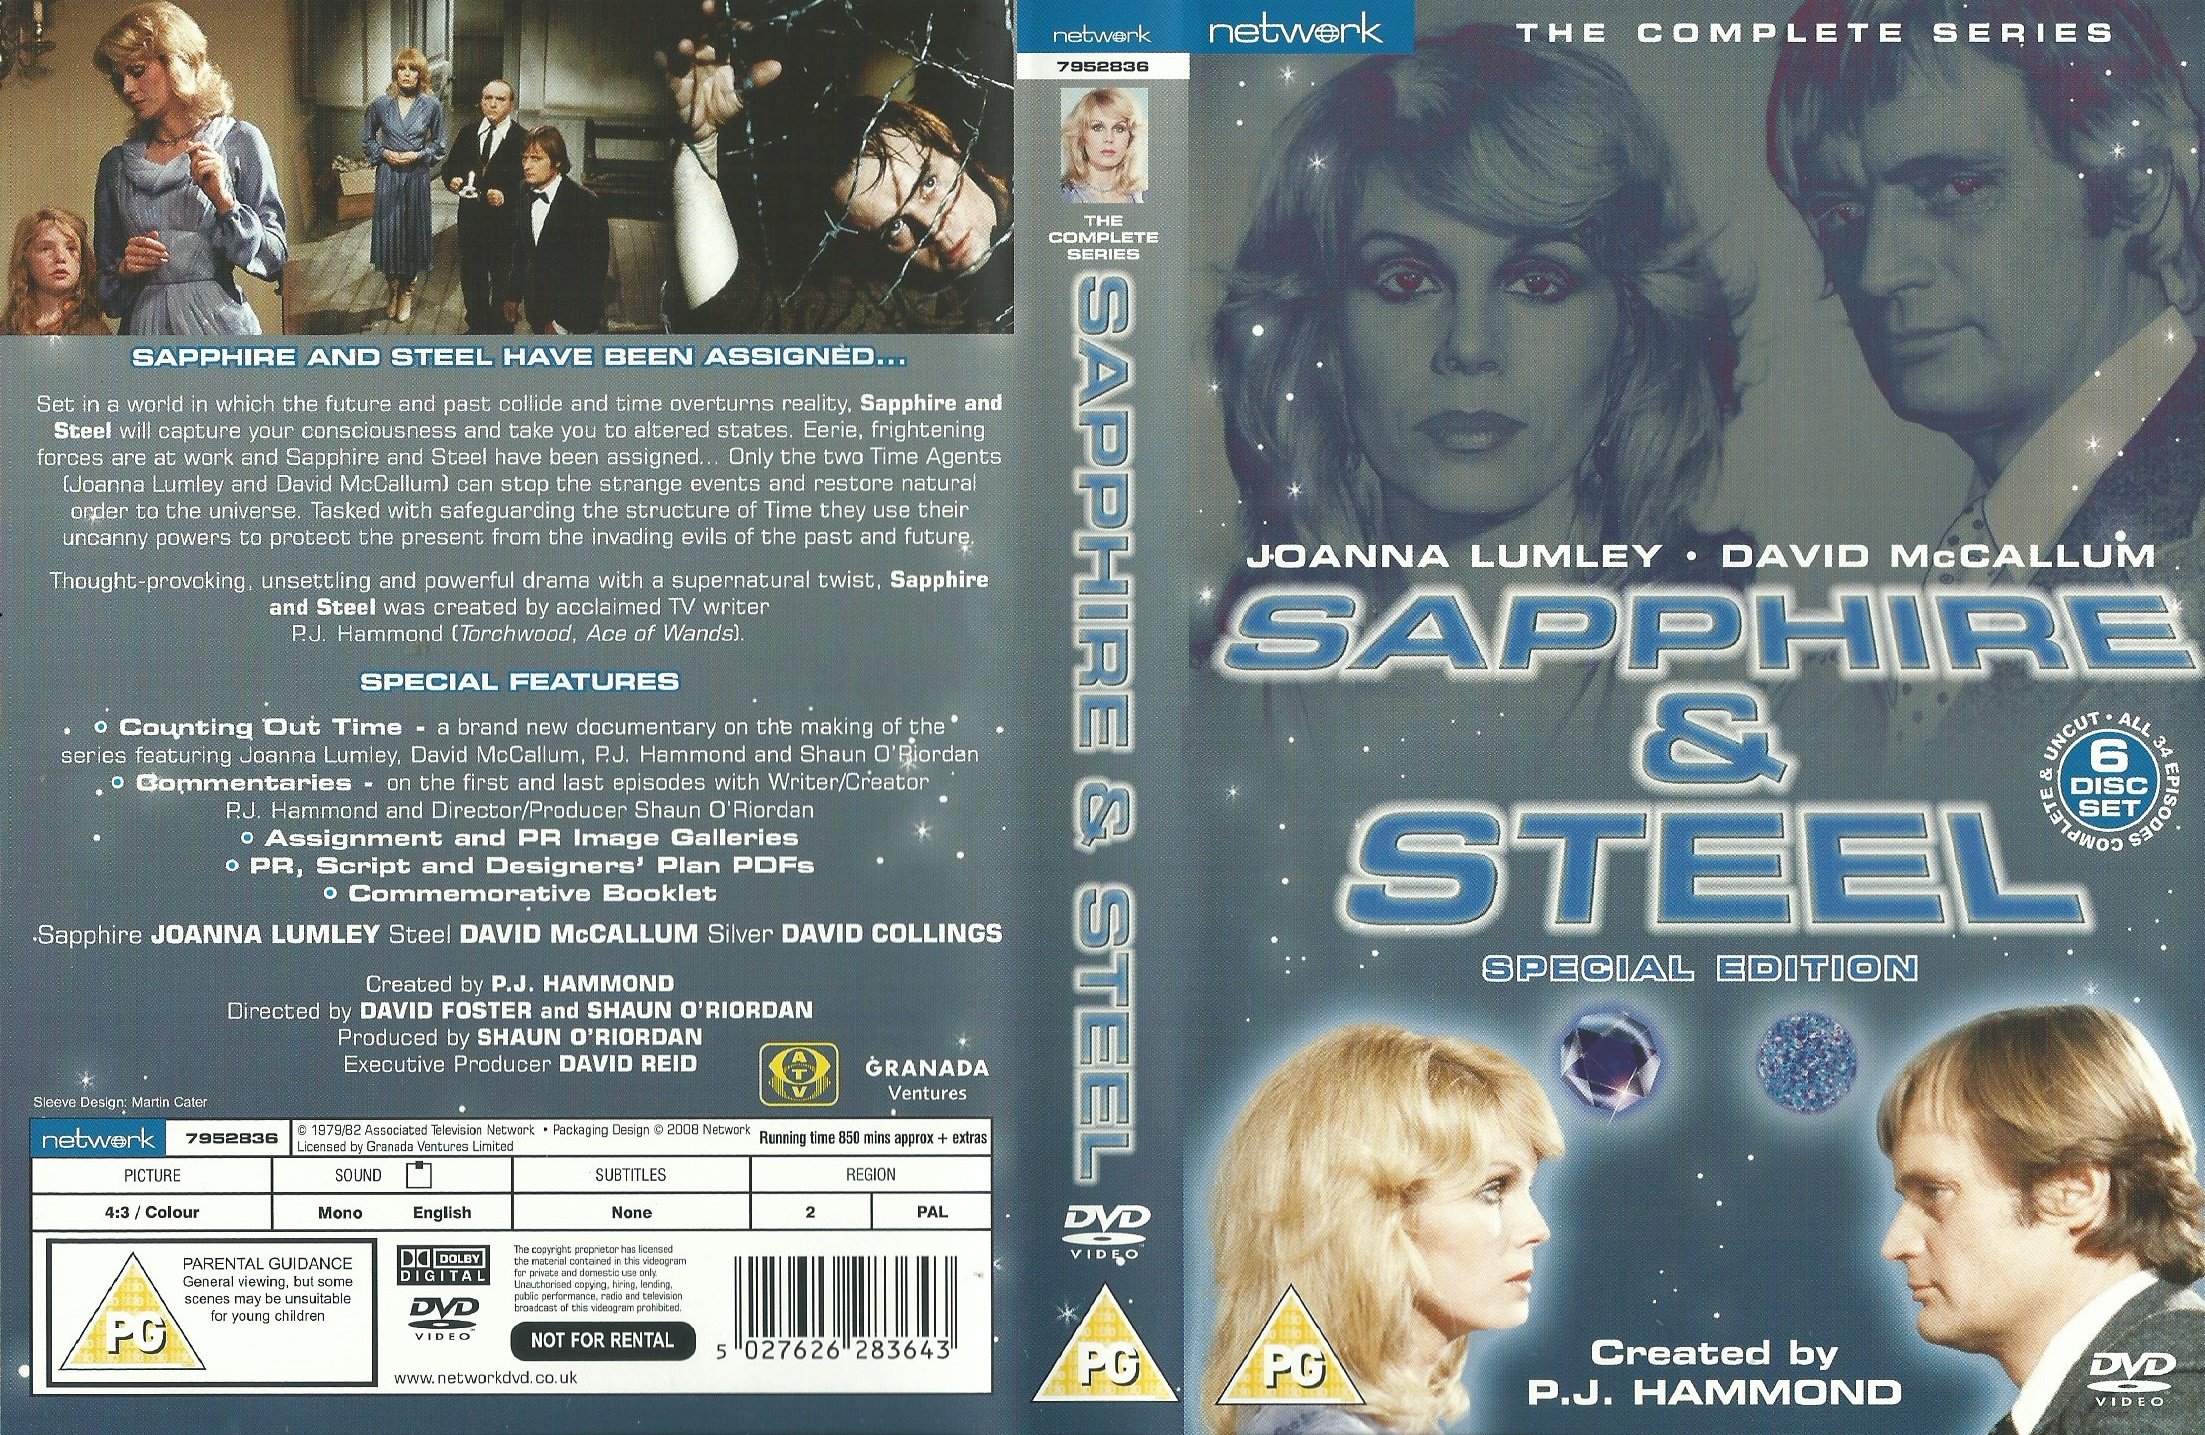 SAPPHIRE AND STEEL HAVE BEEN ASSIGNED...
Set in a world in which the future and past collide and time overturns reality, Sapphire and
Steel will capture your consciousness and take you to altered states. Eerie, frightening
forces are at work and Sapphire and Steel have been assigned... Only the two Time Agents
(Joanna Lumley and David McCallum) can stop the strange events and restore natural
order to the universe. Tasked with safeguarding the structure of Time they use their
uncanny powers to protect the present from the invading evils of the past and future.
Thought-provoking, unsettling and powerful drama with a supernatural twist, Sapphire
and Steel was created by acclaimed TV writer
P.J. Hammond (Torchwood, Ace of Wands).
SPECIAL FEATURES
Counting Out Time - a brand new documentary on the making of the
series featuring Joanna Lumley, David McCallum, P.J. Hammond and Shaun O'Riordan
Commentaries - on the first and last episodes with Writer/Creator
P.J. Hammond and Director/Producer Shaun O'Riordan
Assignment and PR Image Galleries
PR, Script and Designers' Plan PDFs
Commemorative Booklet
Sapphire JOANNA LUMLEY Steel DAVID McCALLUM Silver DAVID COLLINGS
Created by P.J. HAMMOND
Directed by DAVID FOSTER and SHAUN O'RIORDAN
Produced by SHAUN O'RIORDAN
Executive Producer DAVID REID
ATV
GRANADA
Ventures
Sleeve Design: Martin Cater
network
7952836
© 1979/82 Associated Television Network • Packaging Design © 2008 Network
Licensed by Granada Ventures Limited
Running time 850 mins approx + extras
PICTURE SOUND SUBTITLES REGION
4:3 / Colour Mono English None 2 PAL
PG
PARENTAL GUIDANCE
General viewing, but some
scenes may be unsuitable
for young children
DOLBY
DIGITAL
DVD
VIDEO
The copyright proprietor has licensed
the material contained in this videogram
for private and domestic use only.
Unauthorised copying, hiring, lending,
public performance, radio and television
broadcast of this videogram prohibited.
NOT FOR RENTAL
www.networkdvd.co.uk
5 027626 283643
network
7952836
THE
COMPLETE
SERIES
SAPPHIRE & STEEL
DVD
VIDEO
PG
network
THE COMPLETE SERIES
JOANNA LUMLEY • DAVID McCALLUM
SAPPHIRE
&
STEEL
SPECIAL EDITION
6
DISC
SET
ALL 34 EPISODES COMPLETE & UNCUT •
Created by
P.J. HAMMOND
PG
DVD
VIDEO